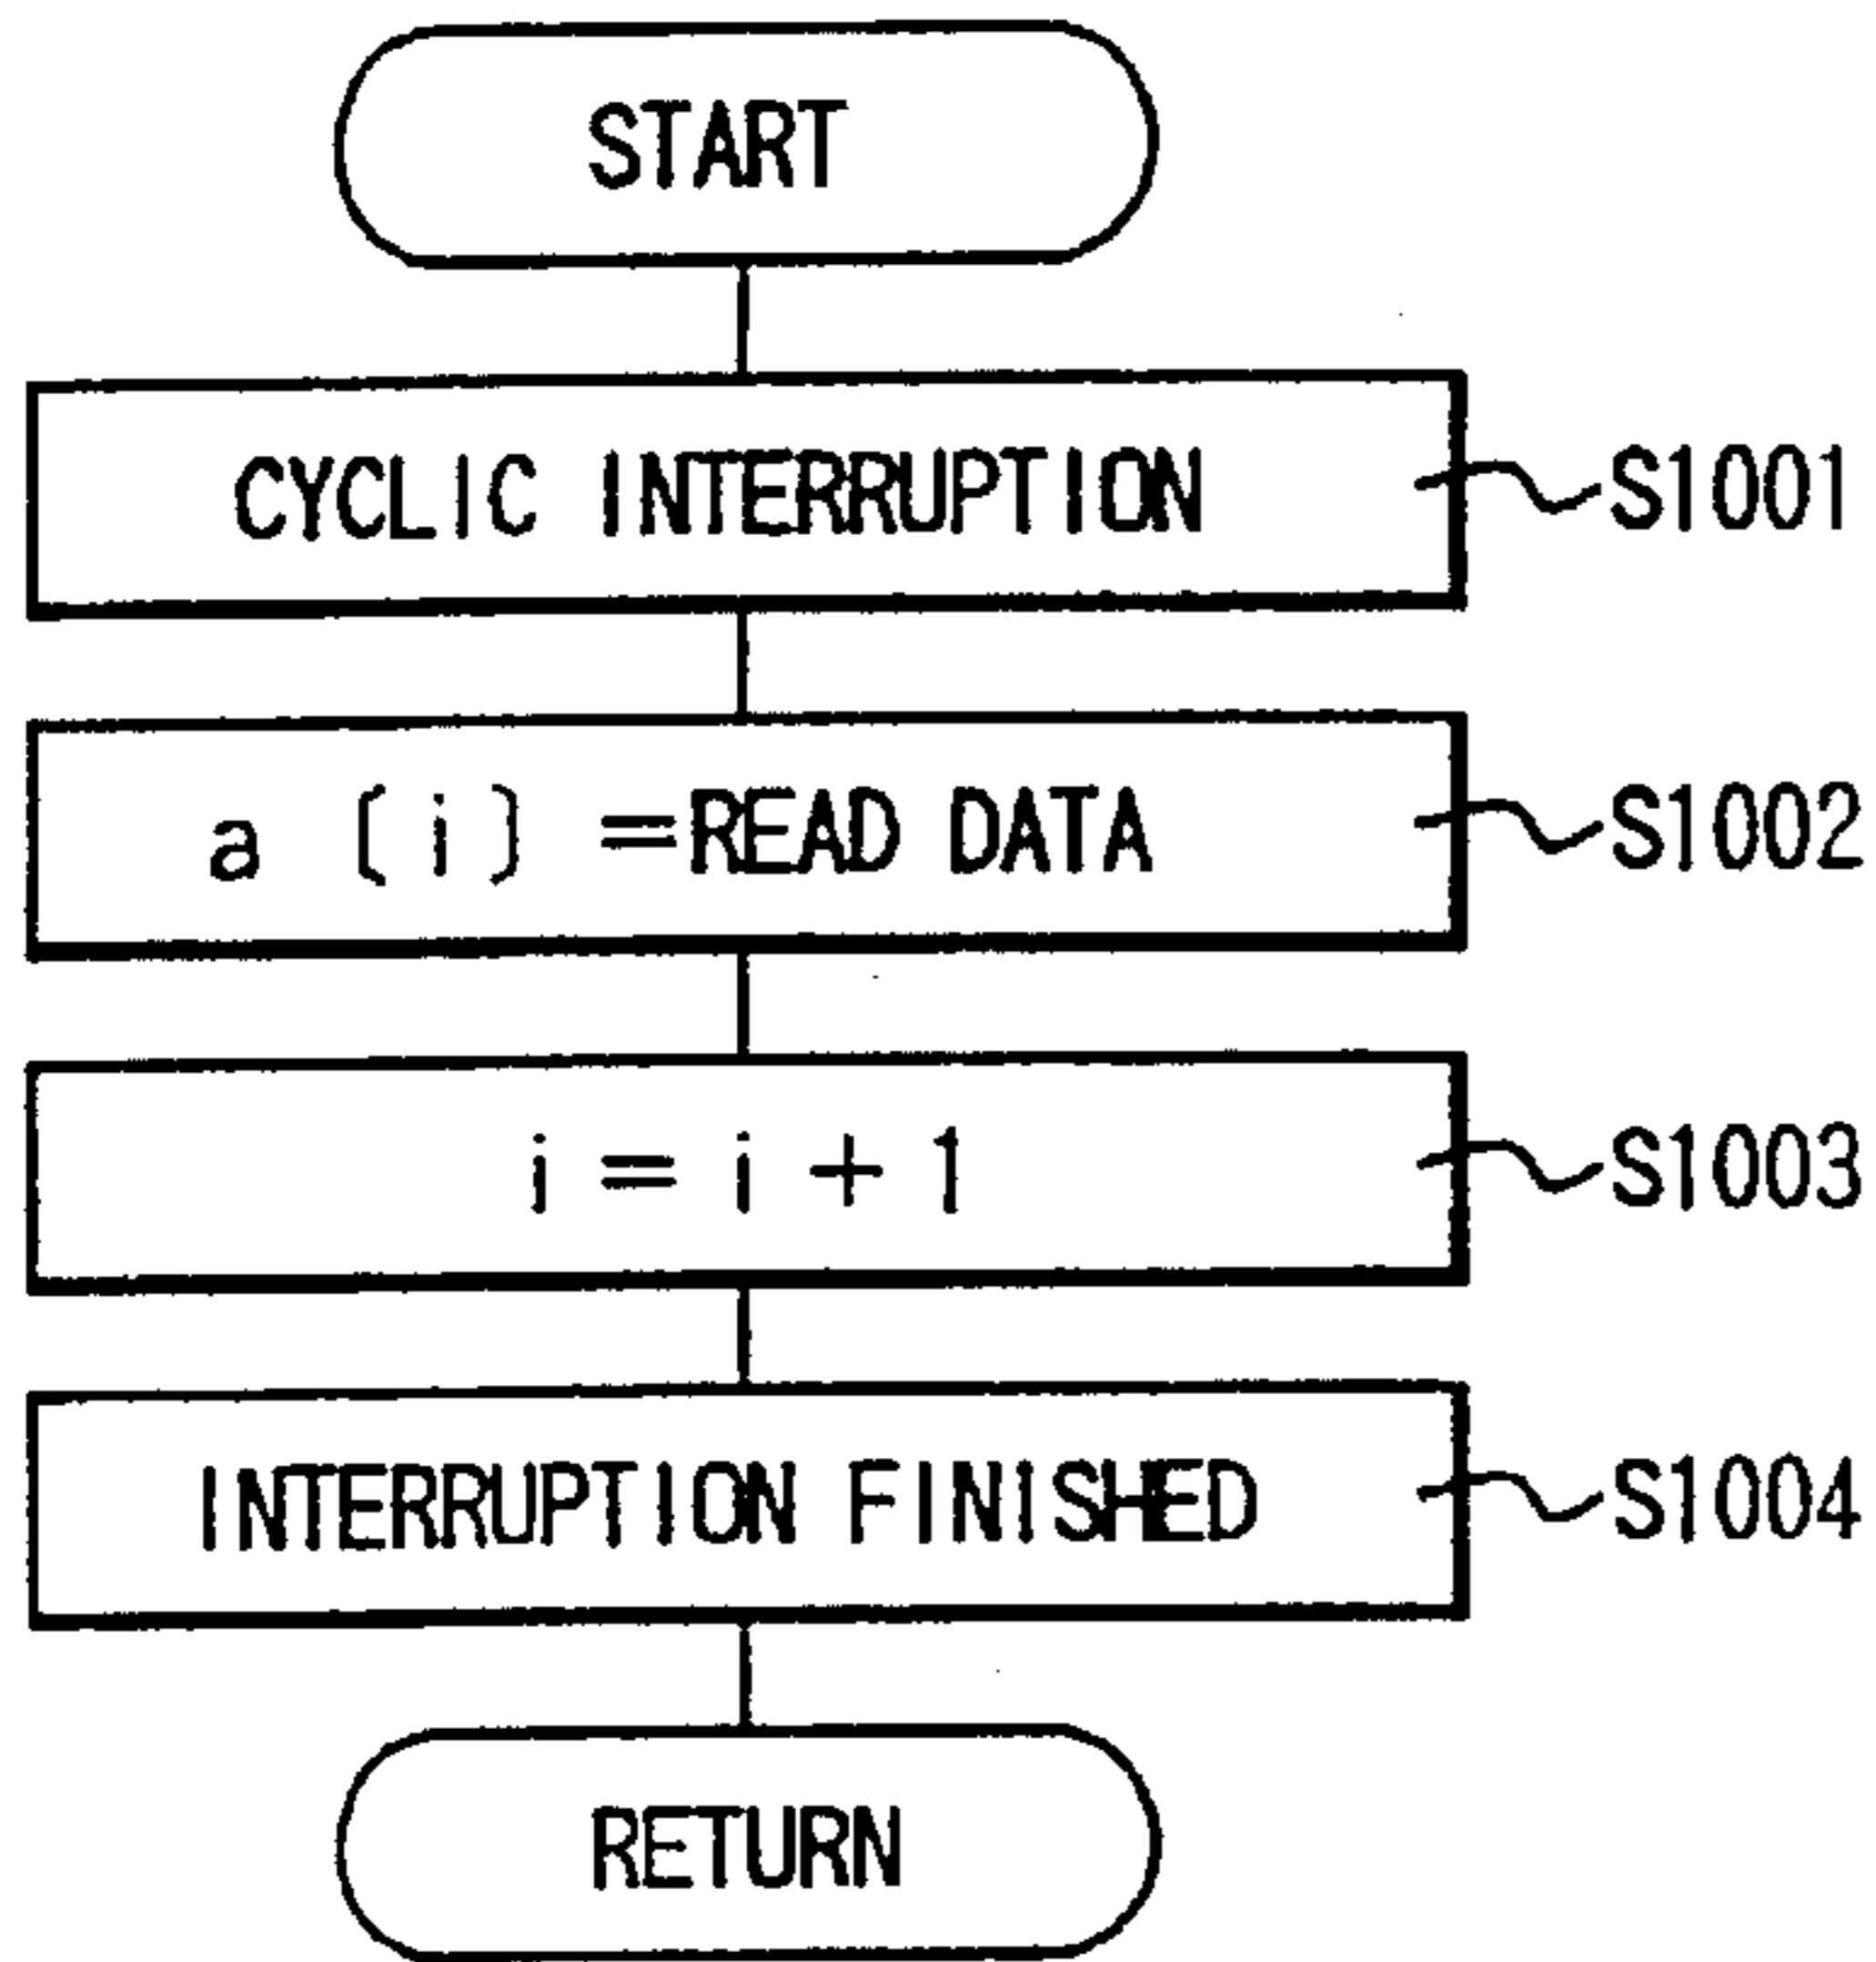 START
CYCLIC INTERRUPTION S1001
a (i) =READ DATA S1002
i = i + 1 S1003
INTERRUPTION FINISHED S1004
RETURN